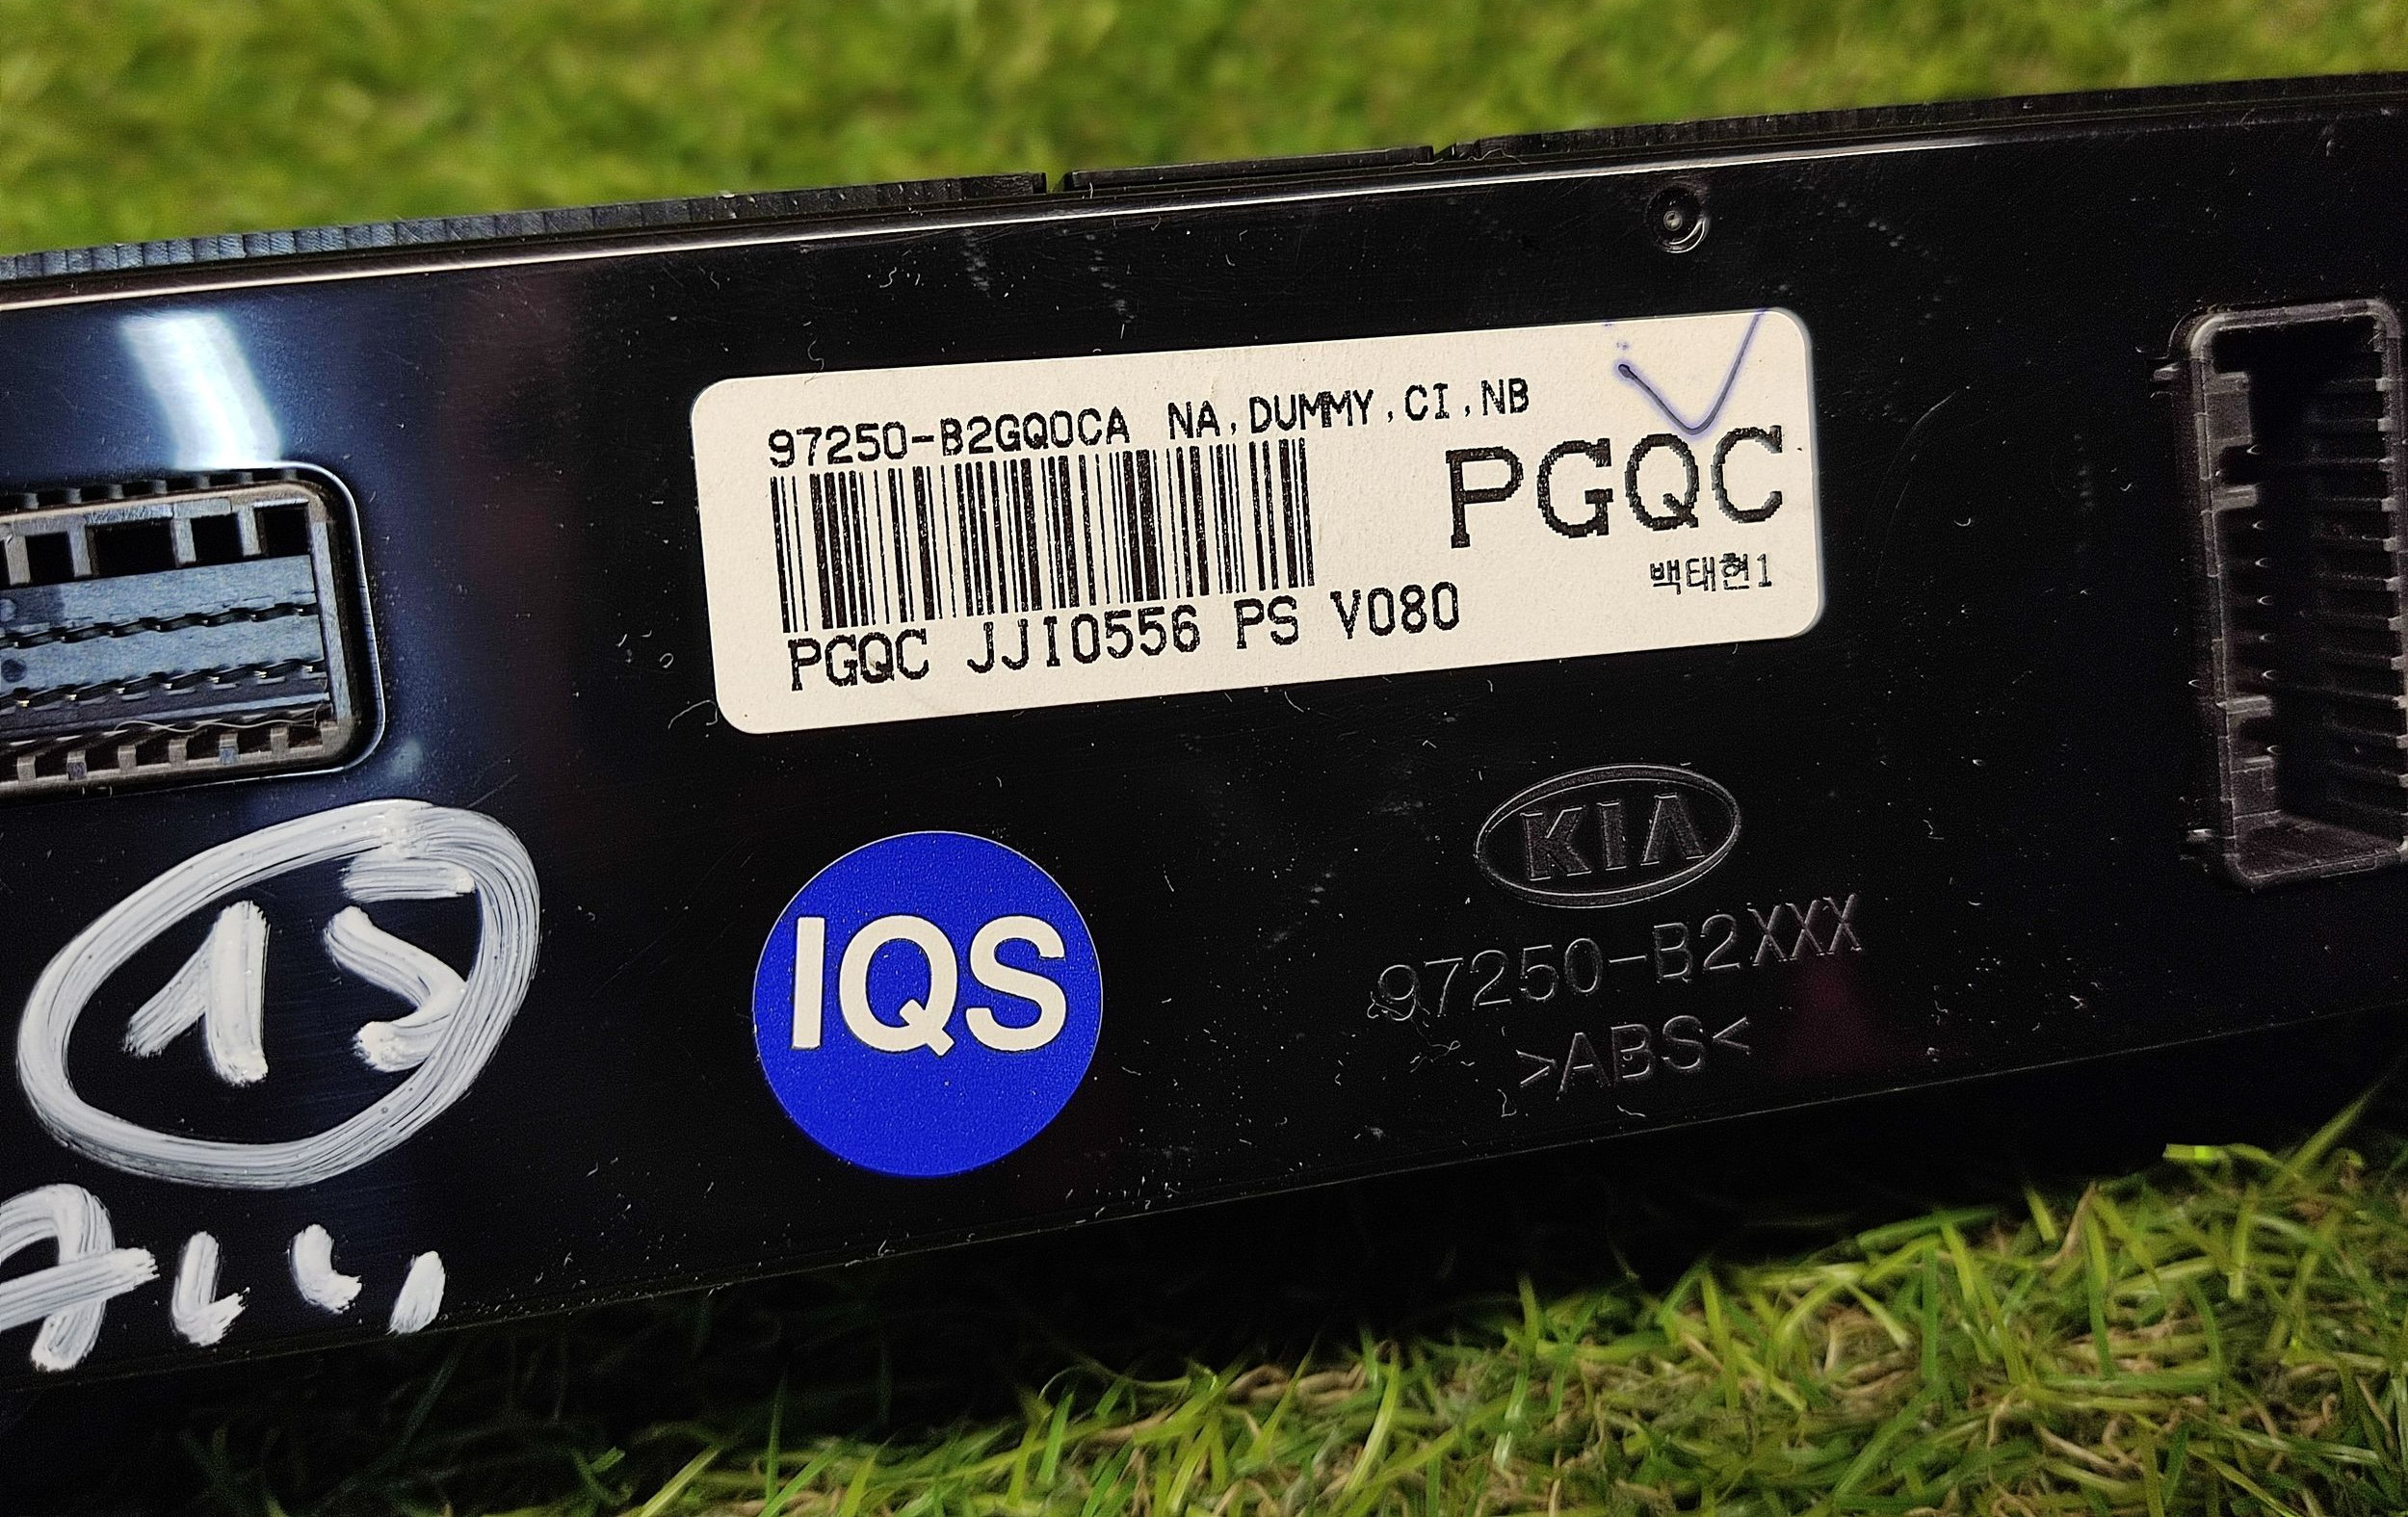 97250-B2GQ0CA NA,DUMMY,CI,NB
PGQC
백태현1
PGQC JJI0556 PS V080
KIA
97250-B2XXX
>ABS<
IQS
15